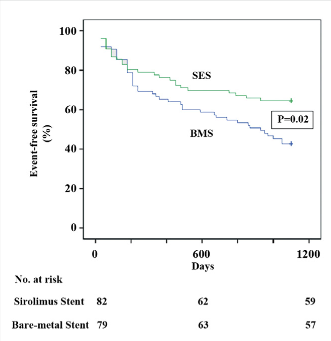 100
80
60
40
20
0
Event-free survival
(%)
SES
BMS
P=0.02
0 600 1200
Days
No. at risk
Sirolimus Stent 82 62 59
Bare-metal Stent 79 63 57